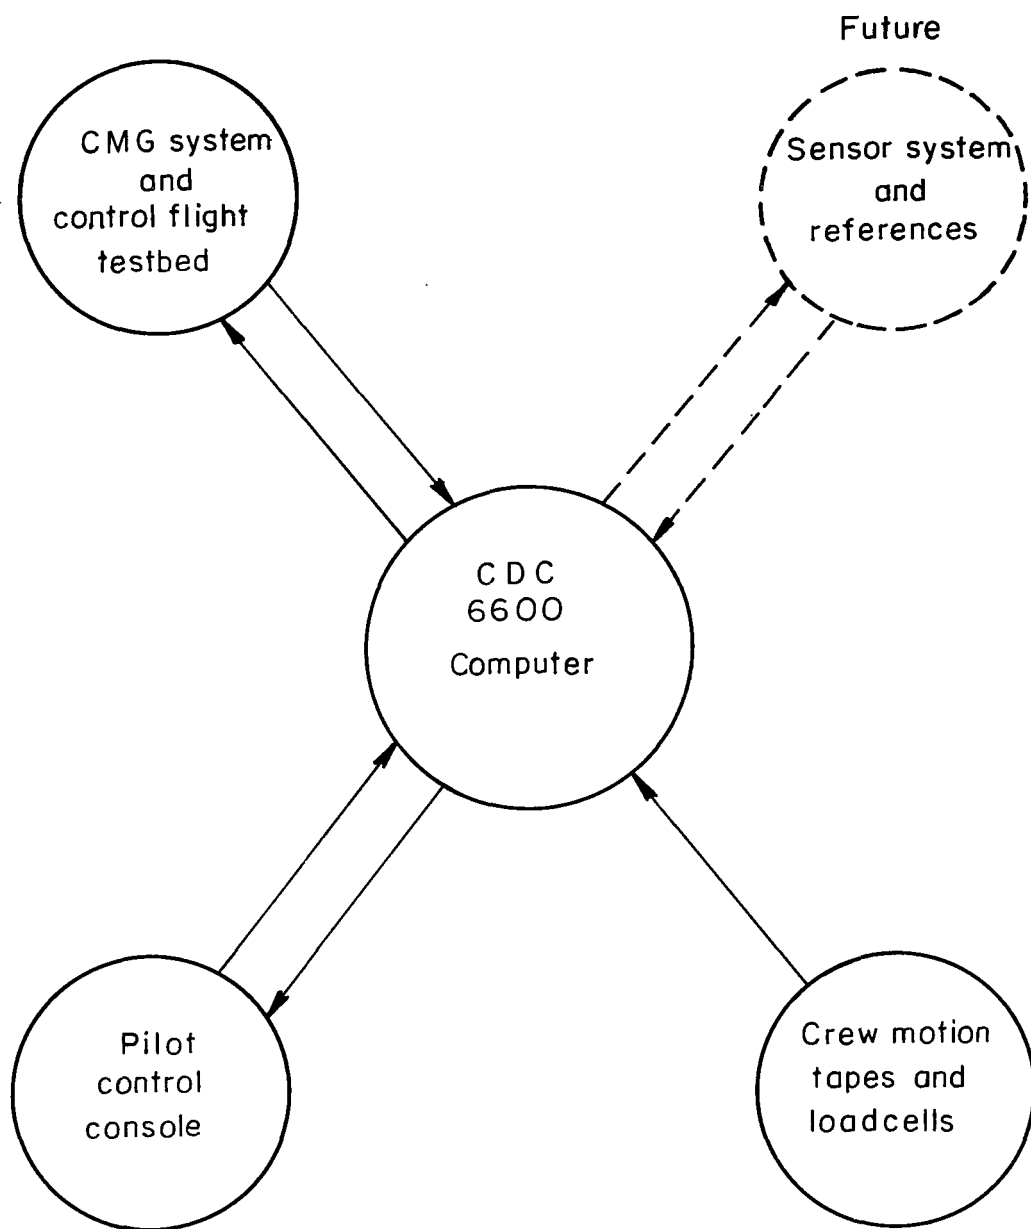 Future
CMG system
and
control flight
testbed
Sensor system
and
references
CDC
6600
Computer
Pilot
control
console
Crew motion
tapes and
loadcells